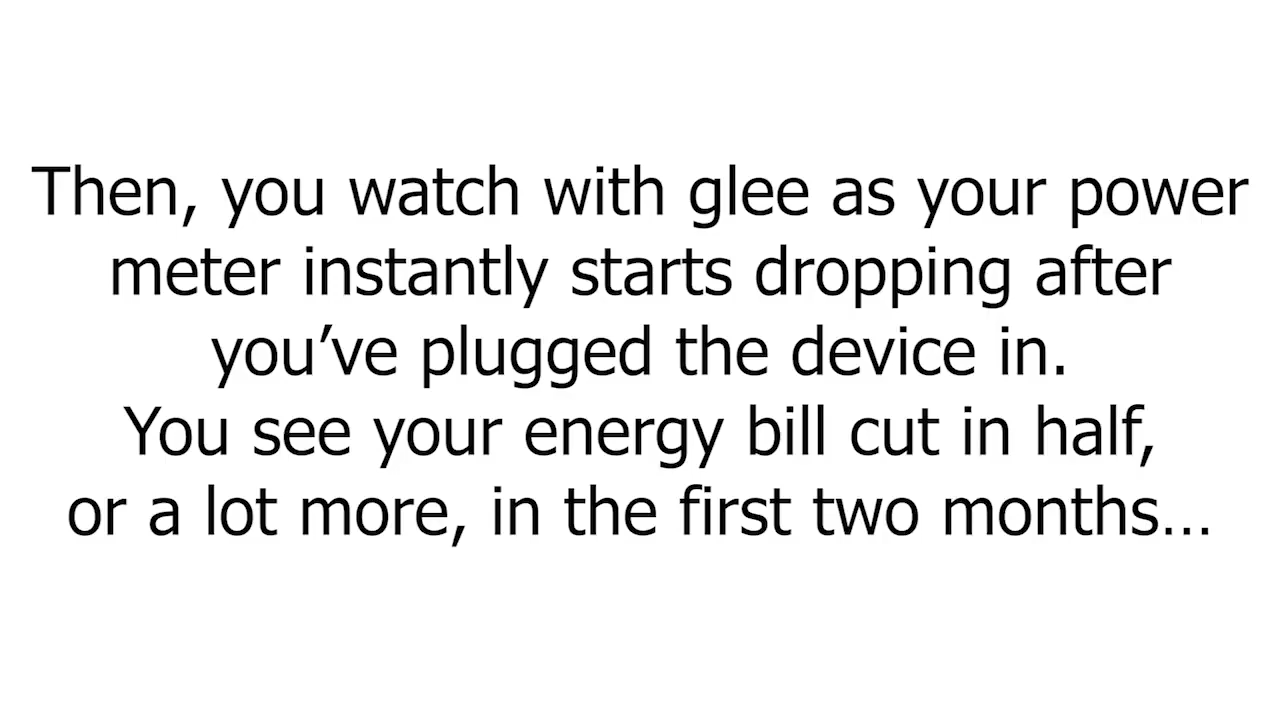 Then, you watch with glee as your power
meter instantly starts dropping after
you’ve plugged the device in.
You see your energy bill cut in half,
or a lot more, in the first two months…